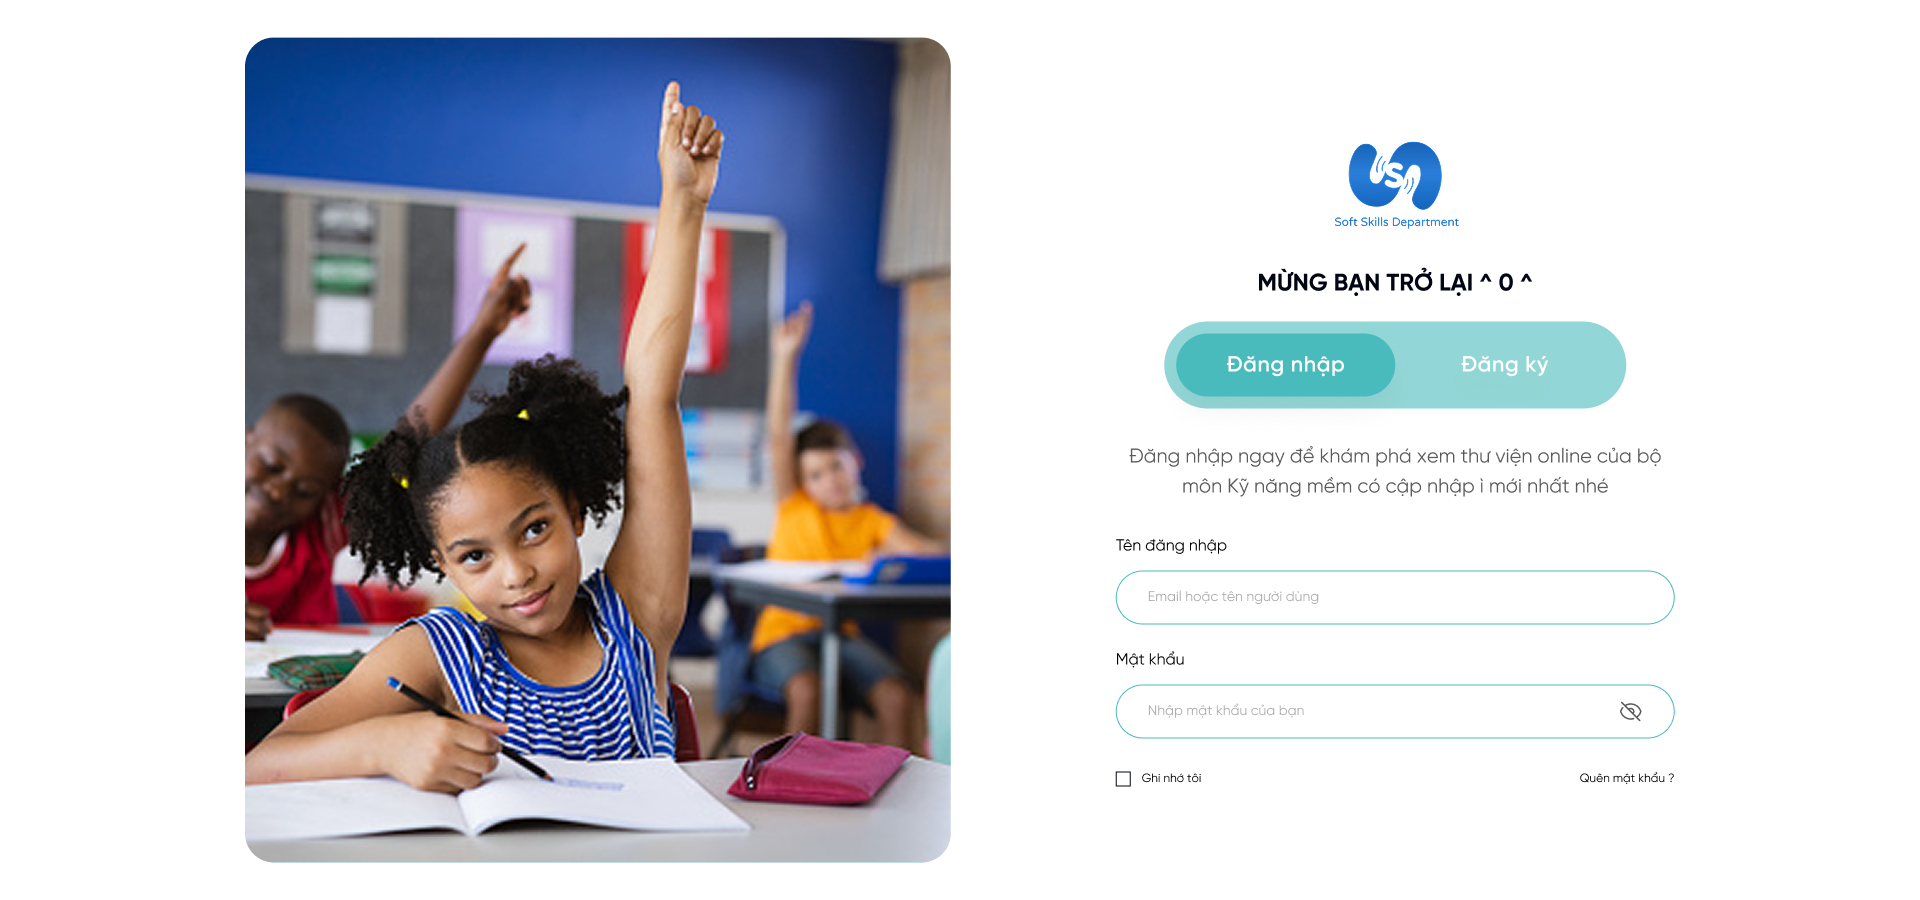 S
Soft Skills Department
MỪNG BẠN TRỞ LẠI ^ 0 ^
Đăng nhập
Đăng ký
Đăng nhập ngay để khám phá xem thư viện online của bộ
môn Kỹ năng mềm có cập nhập ì mới nhất nhé
Tên đăng nhập
Email hoặc tên người dùng
Mật khẩu
Nhập mật khẩu của bạn
Ghi nhớ tôi
Quên mật khẩu ?